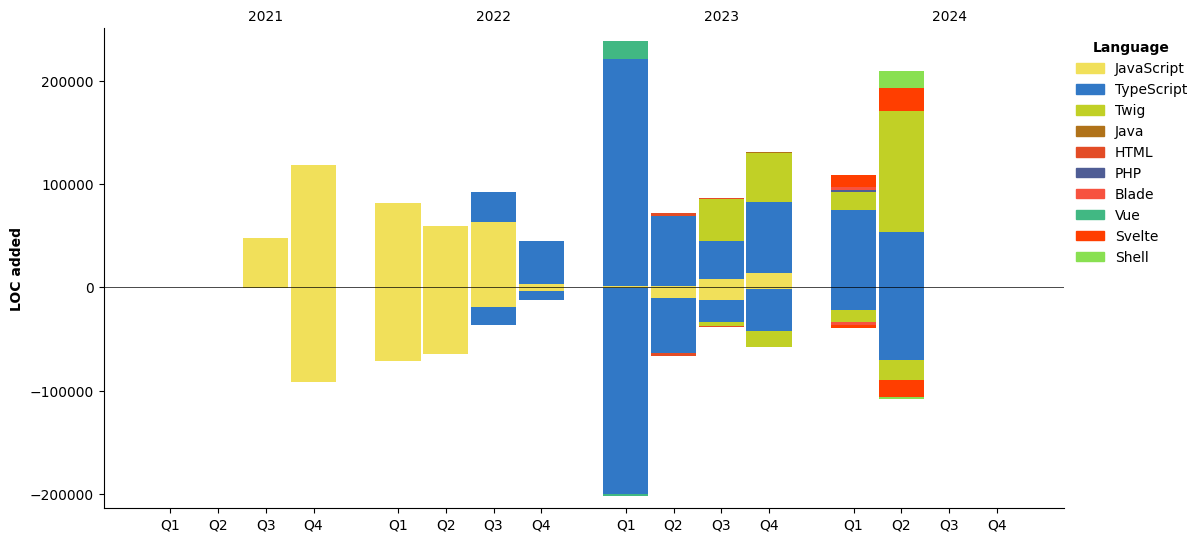 2021 2022 2023 2024
Language
JavaScript
TypeScript
Twig
Java
HTML
PHP
Blade
Vue
Svelte
Shell
LOC added
200000
100000
0
−100000
−200000
Q1 Q2 Q3 Q4 Q1 Q2 Q3 Q4 Q1 Q2 Q3 Q4 Q1 Q2 Q3 Q4